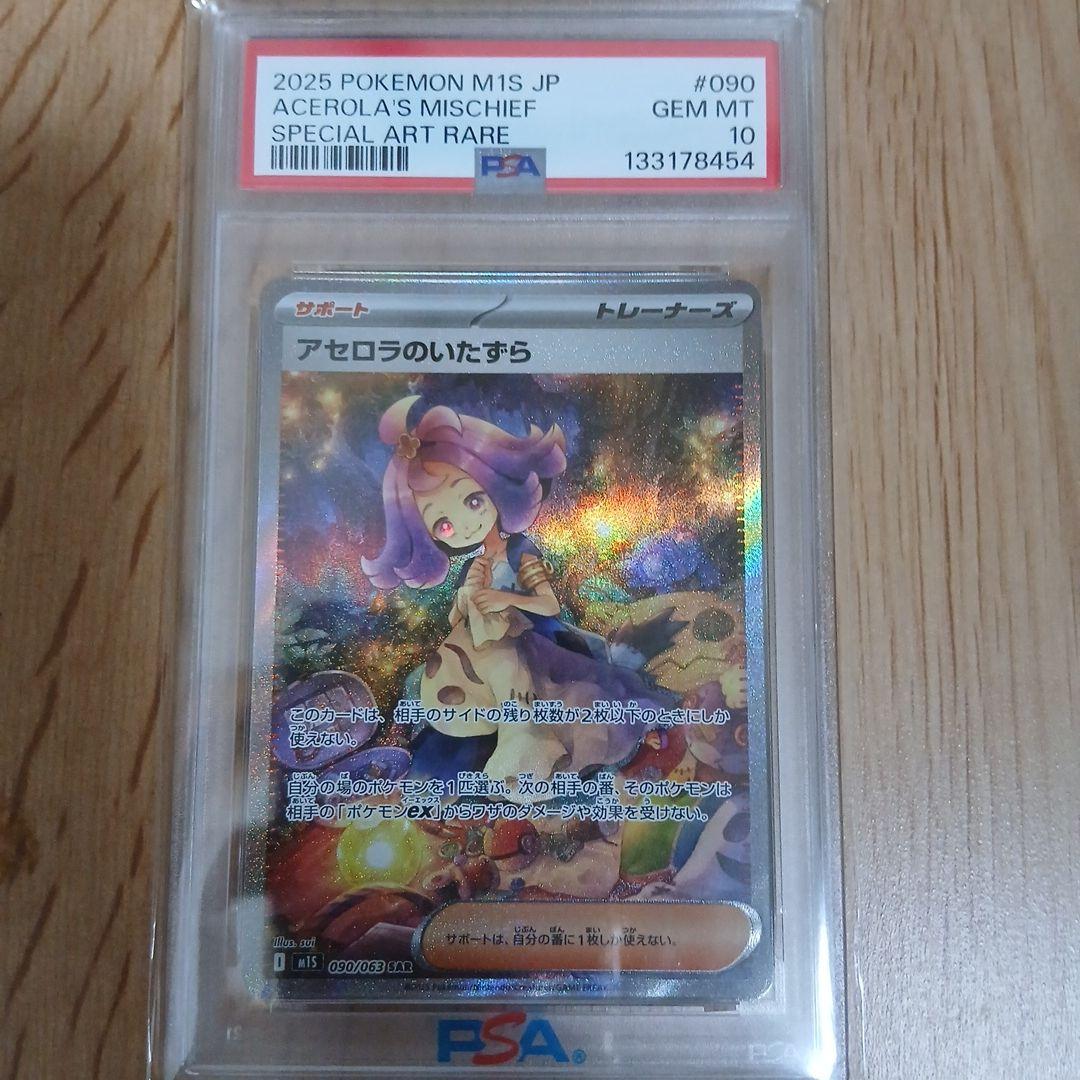 2025 POKEMON M1S JP #090
ACEROLA'S MISCHIEF GEM MT
SPECIAL ART RARE 10
PSA 133178454
サポート トレーナーズ
アセロラのいたずら
このカードは、相手のサイドの残り枚数が2枚以下のときにしか
使えない。
自分の場のポケモンを1匹選ぶ。次の相手の番、そのポケモンは
相手の「ポケモンex」からワザのダメージや効果を受けない。
サポートは、自分の番に1枚しか使えない。
Illus. sui
I M1S 090/063 SAR
PSA®